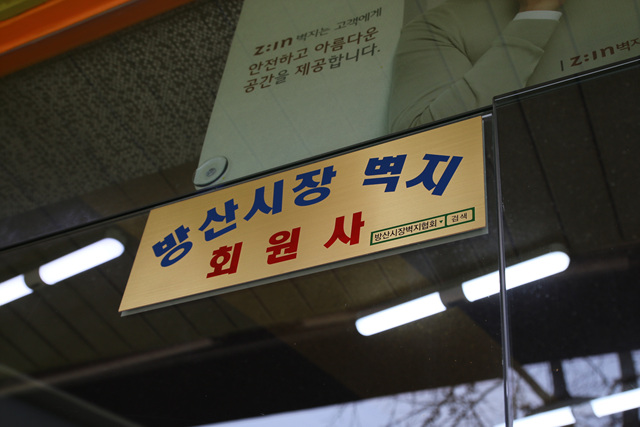 z:in 벽지는 고객에게
안전하고 아름다운
공간을 제공합니다.
z:in 벽지
방산시장 벽지
회원사
방산시장벽지협회 검색